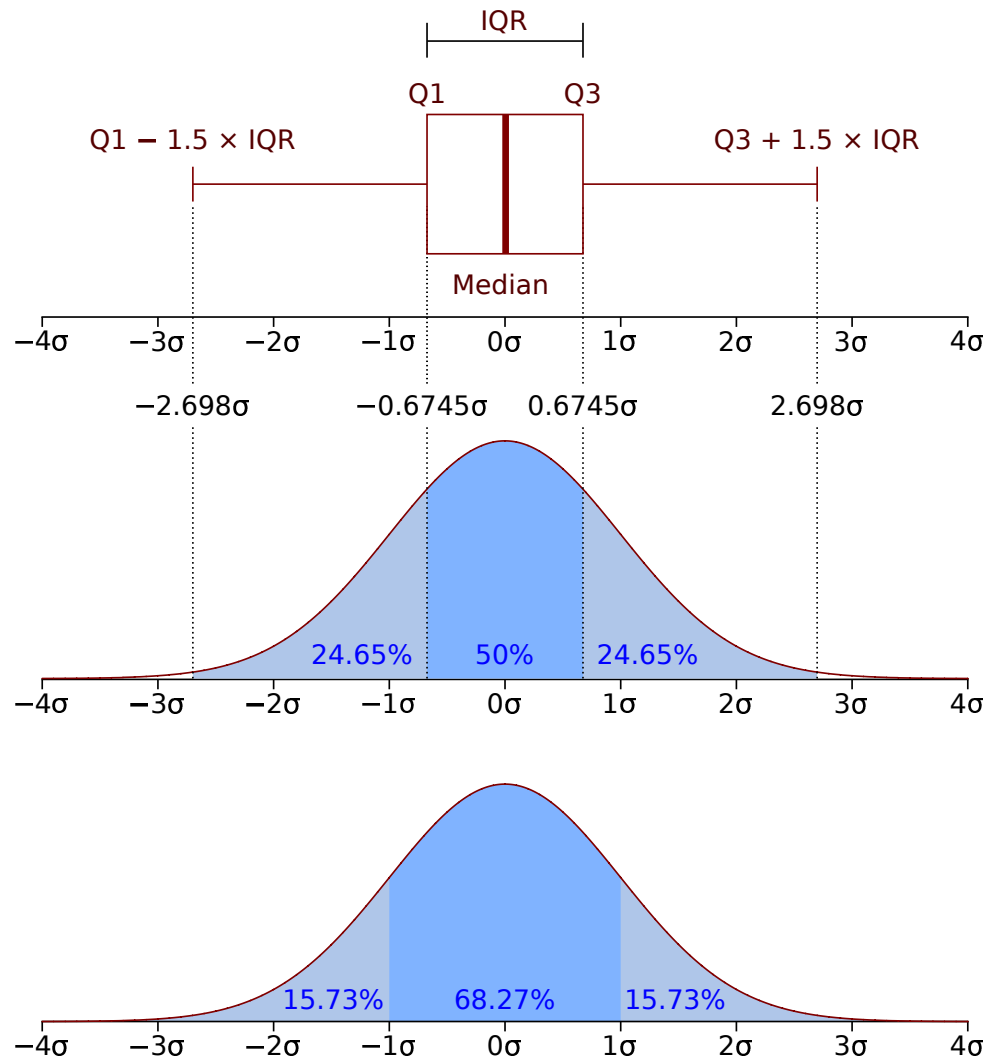 IQR
Q1 Q3
Q1 − 1.5 × IQR Q3 + 1.5 × IQR
Median
−4σ −3σ −2σ −1σ 0σ 1σ 2σ 3σ 4σ
−2.698σ −0.6745σ 0.6745σ 2.698σ
24.65% 50% 24.65%
−4σ −3σ −2σ −1σ 0σ 1σ 2σ 3σ 4σ
15.73% 68.27% 15.73%
−4σ −3σ −2σ −1σ 0σ 1σ 2σ 3σ 4σ